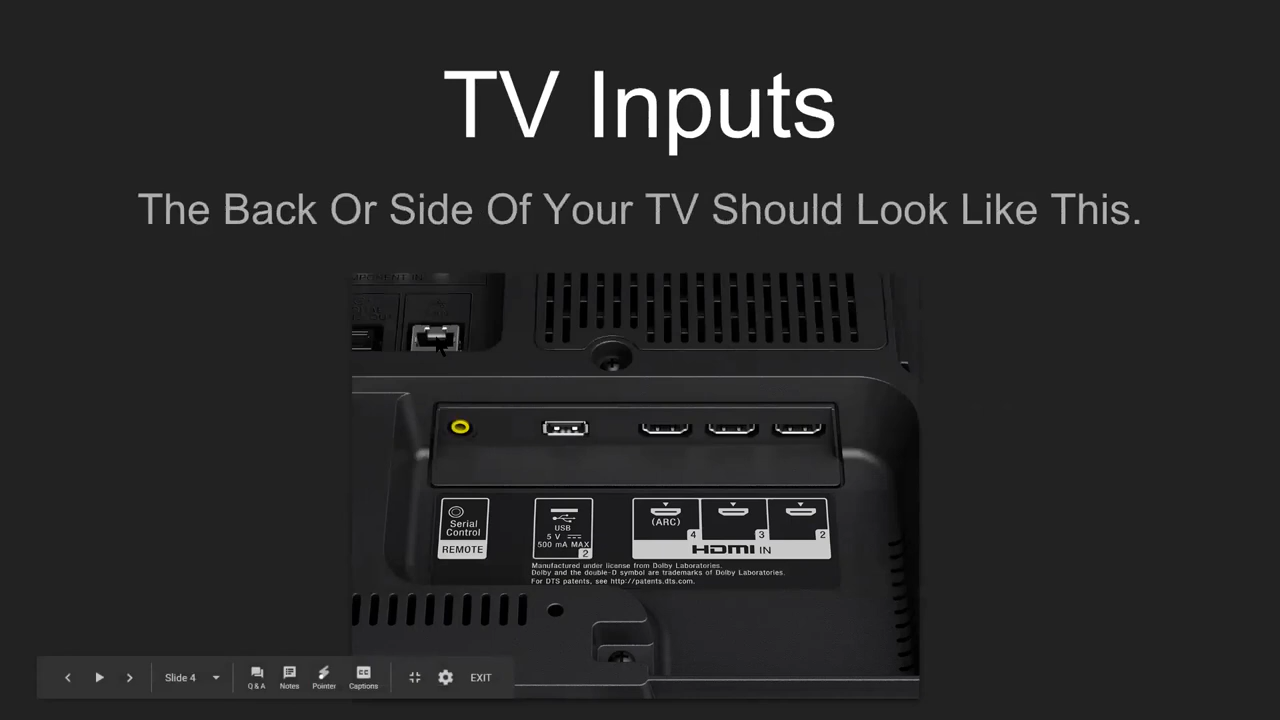 TV Inputs
The Back Or Side Of Your TV Should Look Like This.
Serial
Control
REMOTE
USB
5 V
500 mA MAX
2
(ARC)
4
3
2
HDMI IN
Manufactured under license from Dolby Laboratories.
Dolby and the double-D symbol are trademarks of Dolby Laboratories.
For DTS patents, see http://patents.dts.com.
Slide 4
Q & A
Notes
Pointer
CC
Captions
EXIT